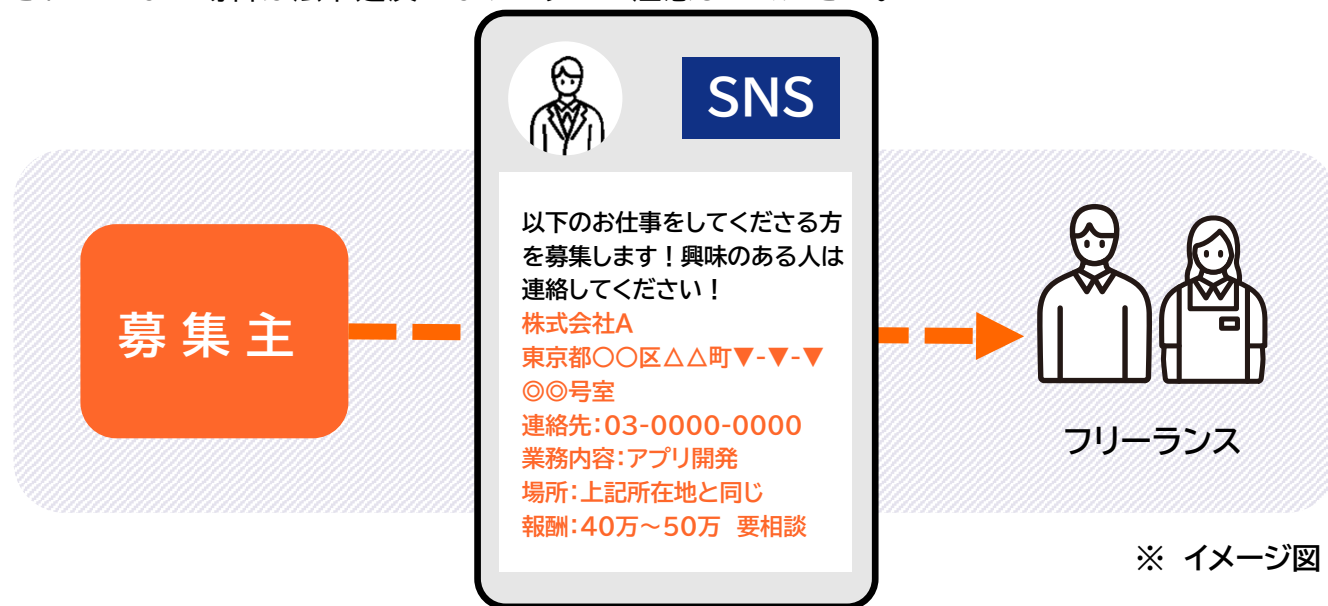 SNS
以下のお仕事をしてくださる方
を募集します！興味のある人は
連絡してください！
株式会社A
東京都〇〇区△△町▼-▼-▼
◎◎号室
連絡先：03-0000-0000
業務内容：アプリ開発
場所：上記所在地と同じ
報酬：40万～50万 要相談
募集主
フリーランス
※ イメージ図